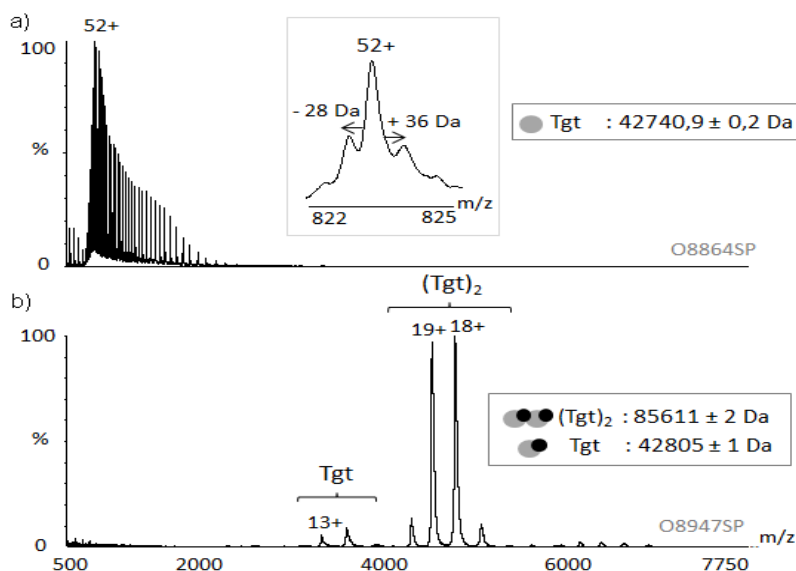 a)
52+
100
%
0
52+
- 28 Da
+ 36 Da
822
825
m/z
Tgt : 42740,9 ± 0,2 Da
O8864SP
b)
(Tgt)₂
100
%
0
19+
18+
Tgt
13+
(Tgt)₂ : 85611 ± 2 Da
Tgt : 42805 ± 1 Da
O8947SP
m/z
500
2000
4000
6000
7750